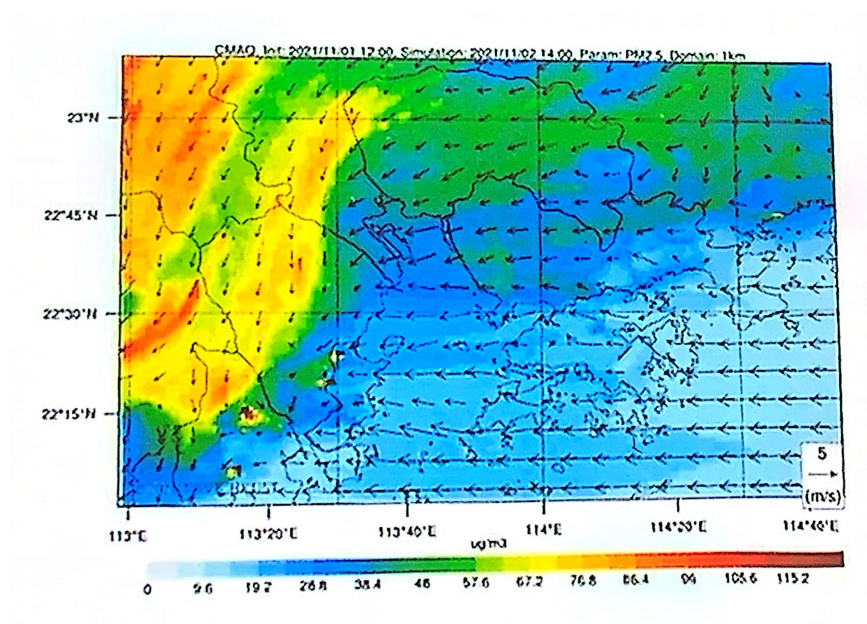 CMAQ, Init: 2021/11/01 12:00, Simulation: 2021/11/02 14:00, Param: PM2.5, Domain: 1km
23°N
22°45'N
22°30'N
22°15'N
5
(m/s)
113°E
113°20'E
113°40'E
114°E
114°20'E
114°40'E
ug/m3
0
9.6
19.2
28.8
38.4
48
57.6
67.2
76.8
86.4
96
105.6
115.2